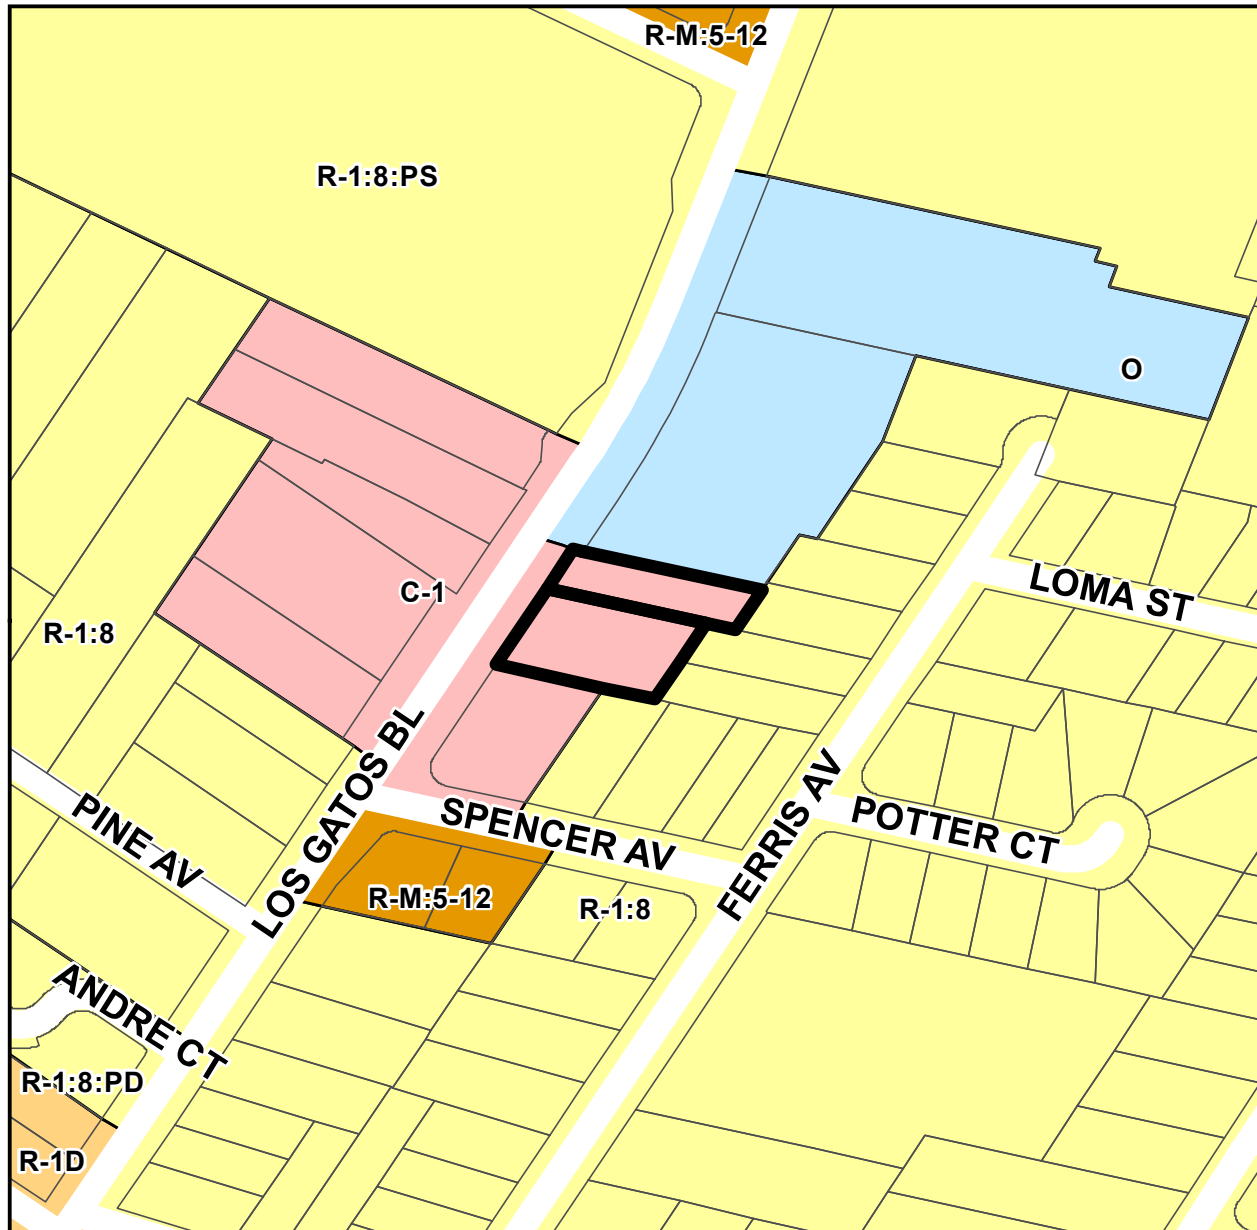 R-M:5-12
R-1:8:PS
O
C-1
LOMA ST
R-1:8
LOS GATOS BL
PINE AV
SPENCER AV
FERRIS AV
POTTER CT
R-M:5-12
R-1:8
ANDRE CT
R-1:8:PD
R-1D